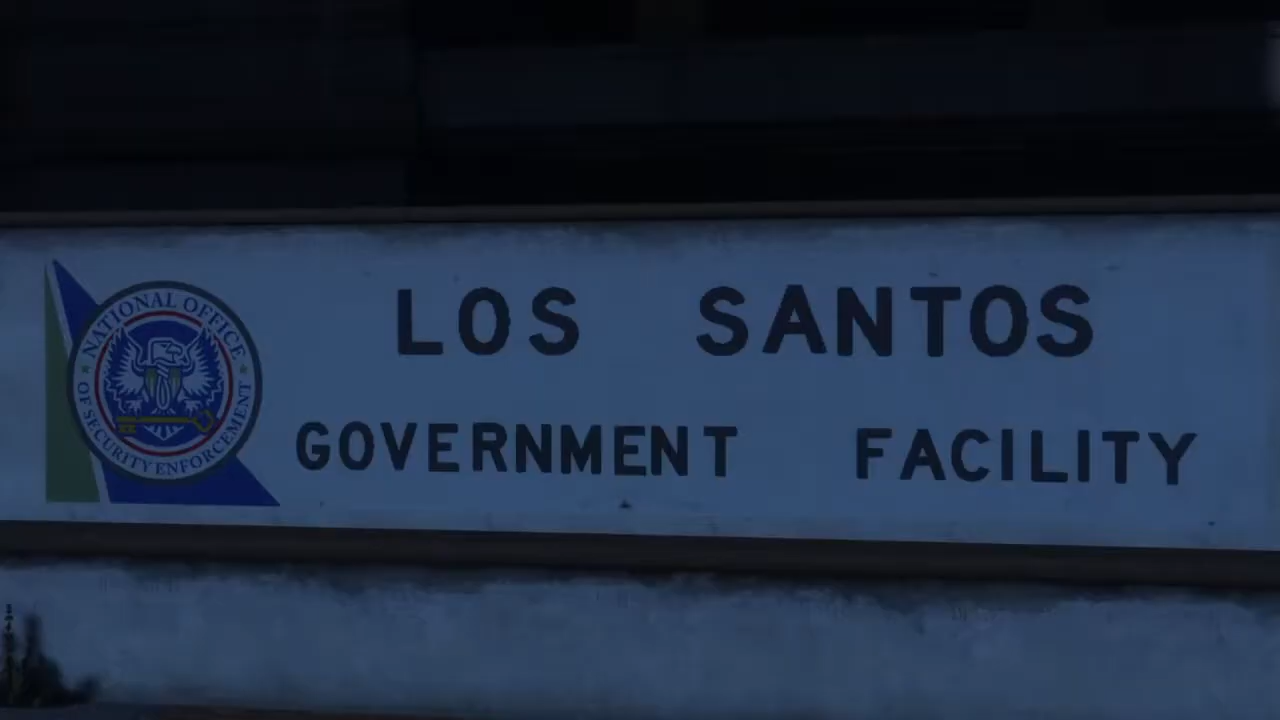 NATIONAL OFFICE
OF SECURITY ENFORCEMENT
LOS SANTOS
GOVERNMENT FACILITY